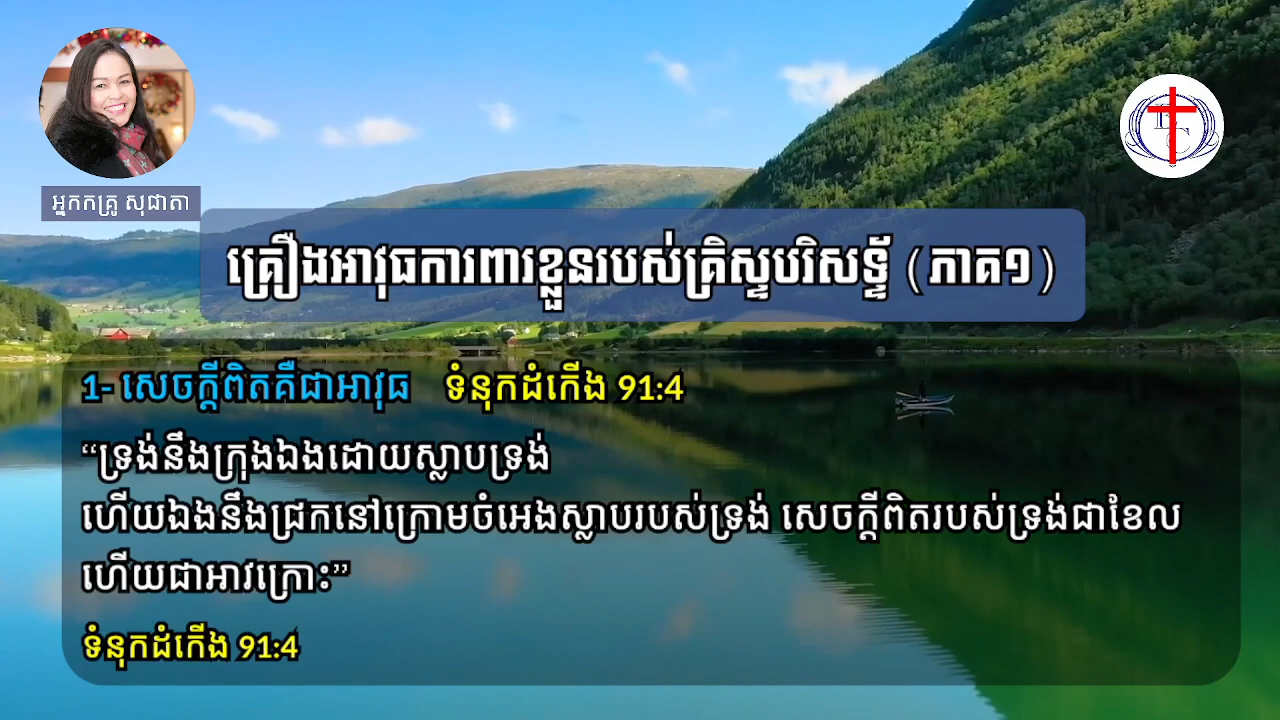 អ្នកកគ្រូ សុជាតា
គ្រឿងអាវុធការពារខ្លួនរបស់គ្រិស្ទបរិសទ្ទ័ (ភាគ១)
1- សេចក្ដីពិតគឺជាអាវុធ ទំនុកដំកើង 91:4
“ទ្រង់នឹងក្រុងឯងដោយស្លាបទ្រង់
ហើយឯងនឹងជ្រកនៅក្រោមចំអេងស្លាបរបស់ទ្រង់ សេចក្ដីពិតរបស់ទ្រង់ជាខែល
ហើយជាអាវក្រោះ”
ទំនុកដំកើង 91:4